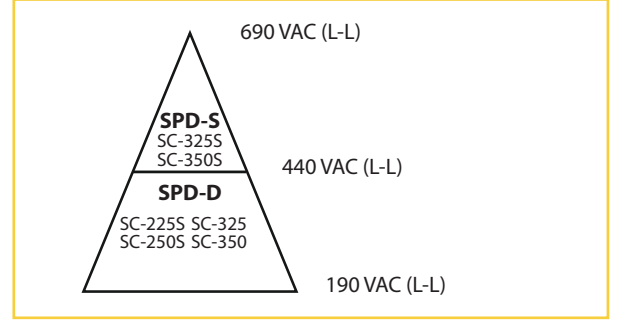 690 VAC (L-L)
SPD-S
SC-325S
SC-350S
440 VAC (L-L)
SPD-D
SC-225S SC-325
SC-250S SC-350
190 VAC (L-L)